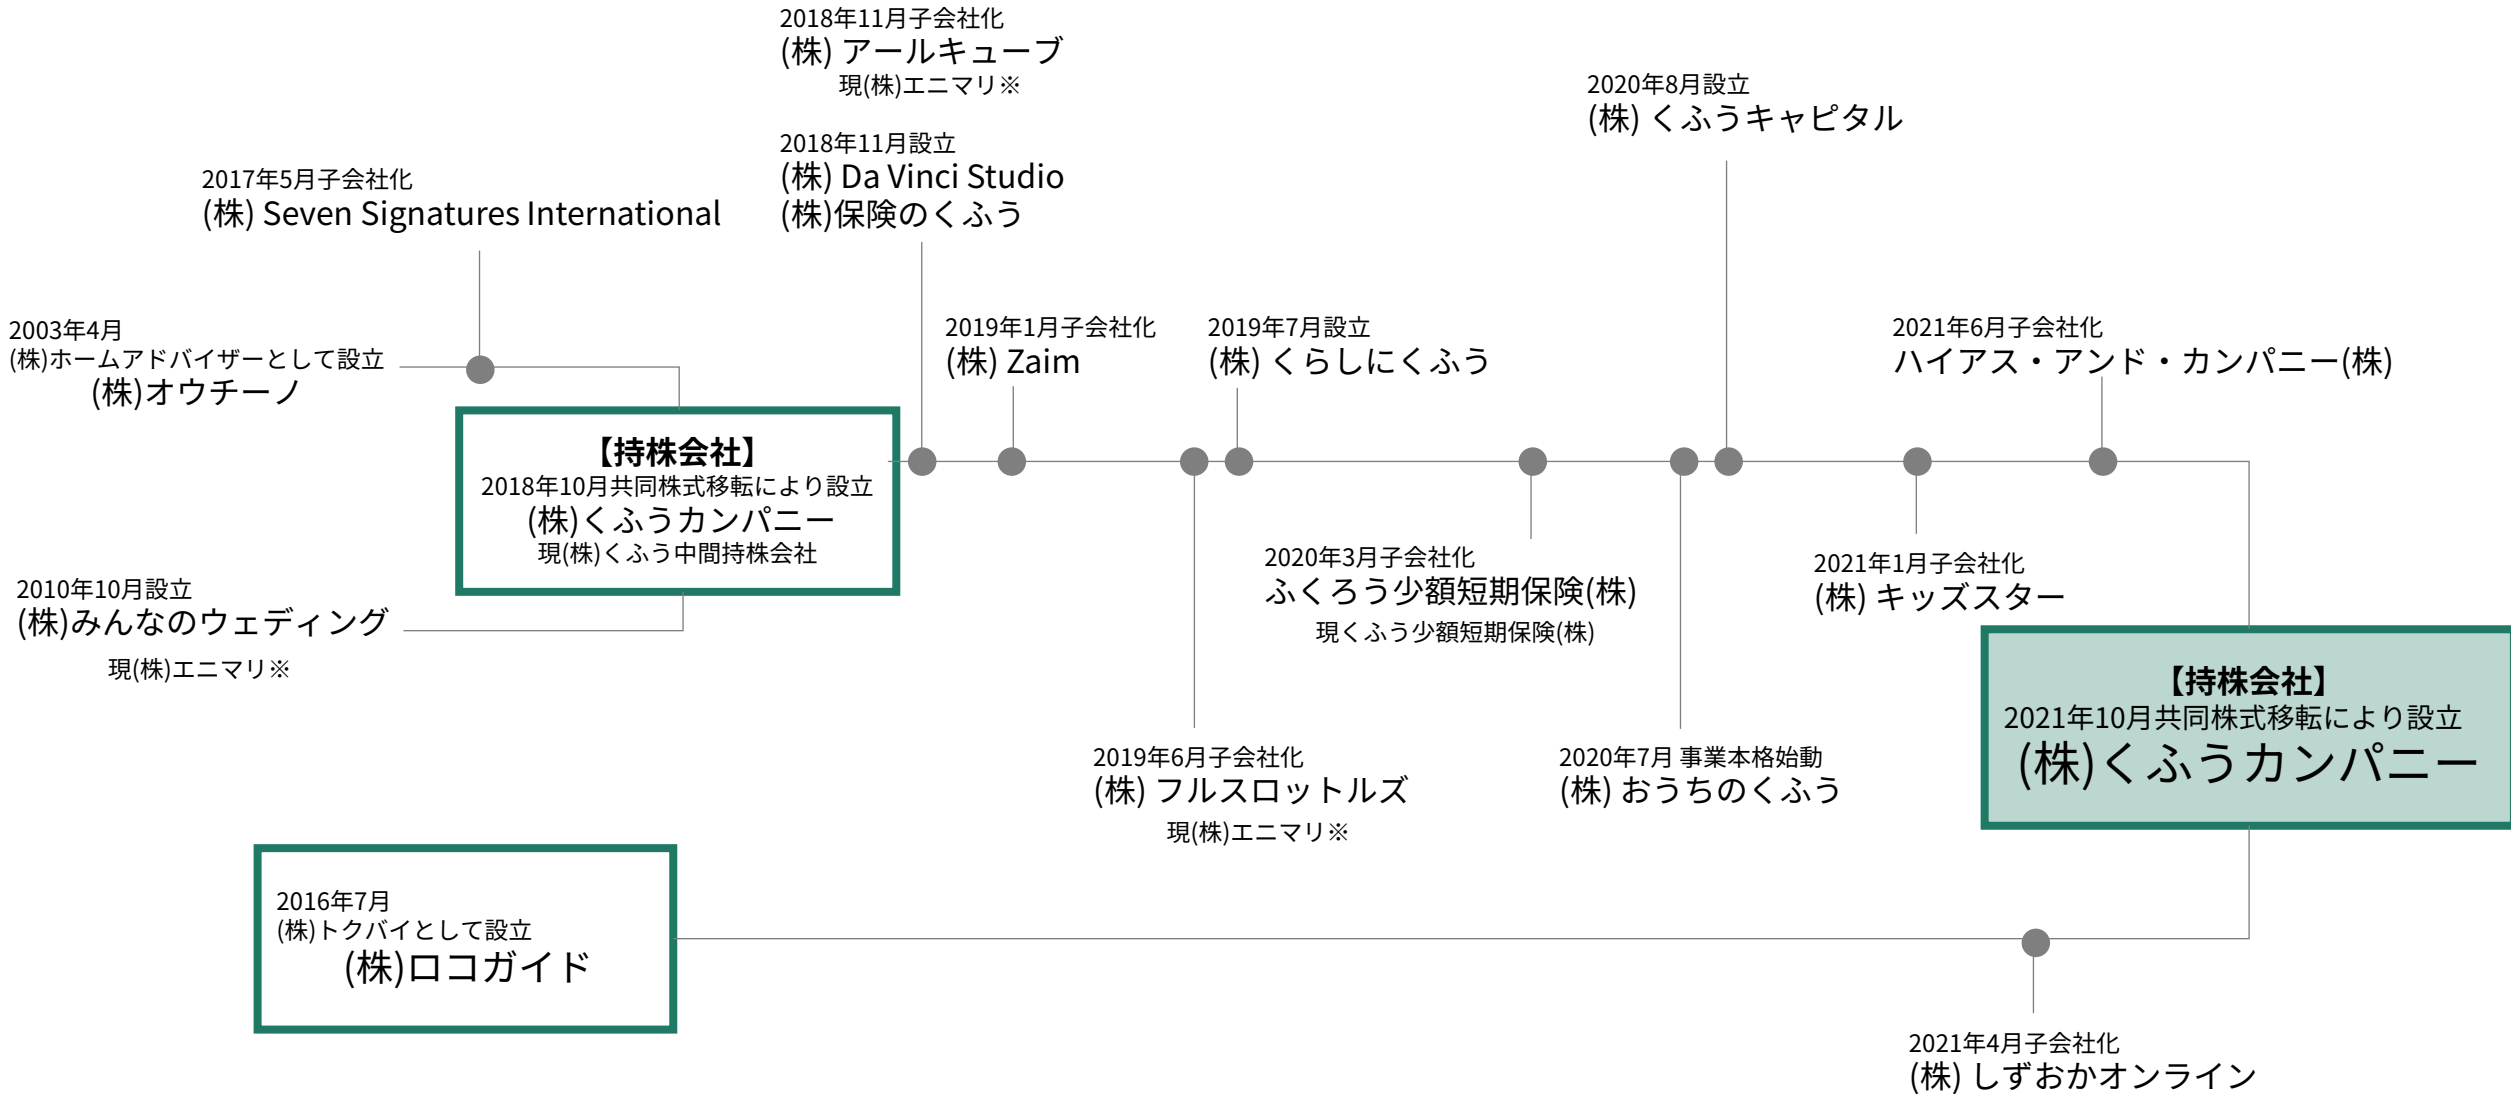 2018年11月子会社化
(株) アールキューブ
現(株)エニマリ※
2018年11月設立
(株) Da Vinci Studio
(株)保険のくふう
2020年8月設立
(株) くふうキャピタル
2017年5月子会社化
(株) Seven Signatures International
2003年4月
(株)ホームアドバイザーとして設立
(株)オウチーノ
2019年1月子会社化
(株) Zaim
2019年7月設立
(株) くらしにくふう
2021年6月子会社化
ハイアス・アンド・カンパニー(株)
【持株会社】
2018年10月共同株式移転により設立
(株)くふうカンパニー
現(株)くふう中間持株会社
2010年10月設立
(株)みんなのウェディング
現(株)エニマリ※
2020年3月子会社化
ふくろう少額短期保険(株)
現くふう少額短期保険(株)
2021年1月子会社化
(株) キッズスター
【持株会社】
2021年10月共同株式移転により設立
(株)くふうカンパニー
2019年6月子会社化
(株) フルスロットルズ
現(株)エニマリ※
2020年7月 事業本格始動
(株) おうちのくふう
2016年7月
(株)トクバイとして設立
(株)ロコガイド
2021年4月子会社化
(株) しずおかオンライン